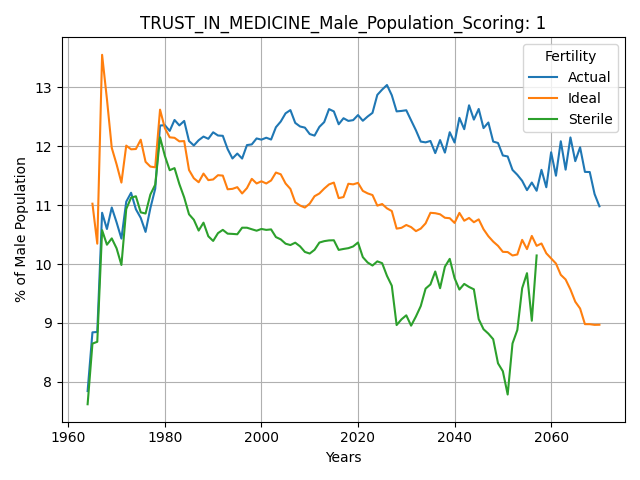 TRUST_IN_MEDICINE_Male_Population_Scoring: 1
Fertility
Actual
Ideal
Sterile
% of Male Population
13
12
11
10
9
8
1960
1980
2000
2020
2040
2060
Years